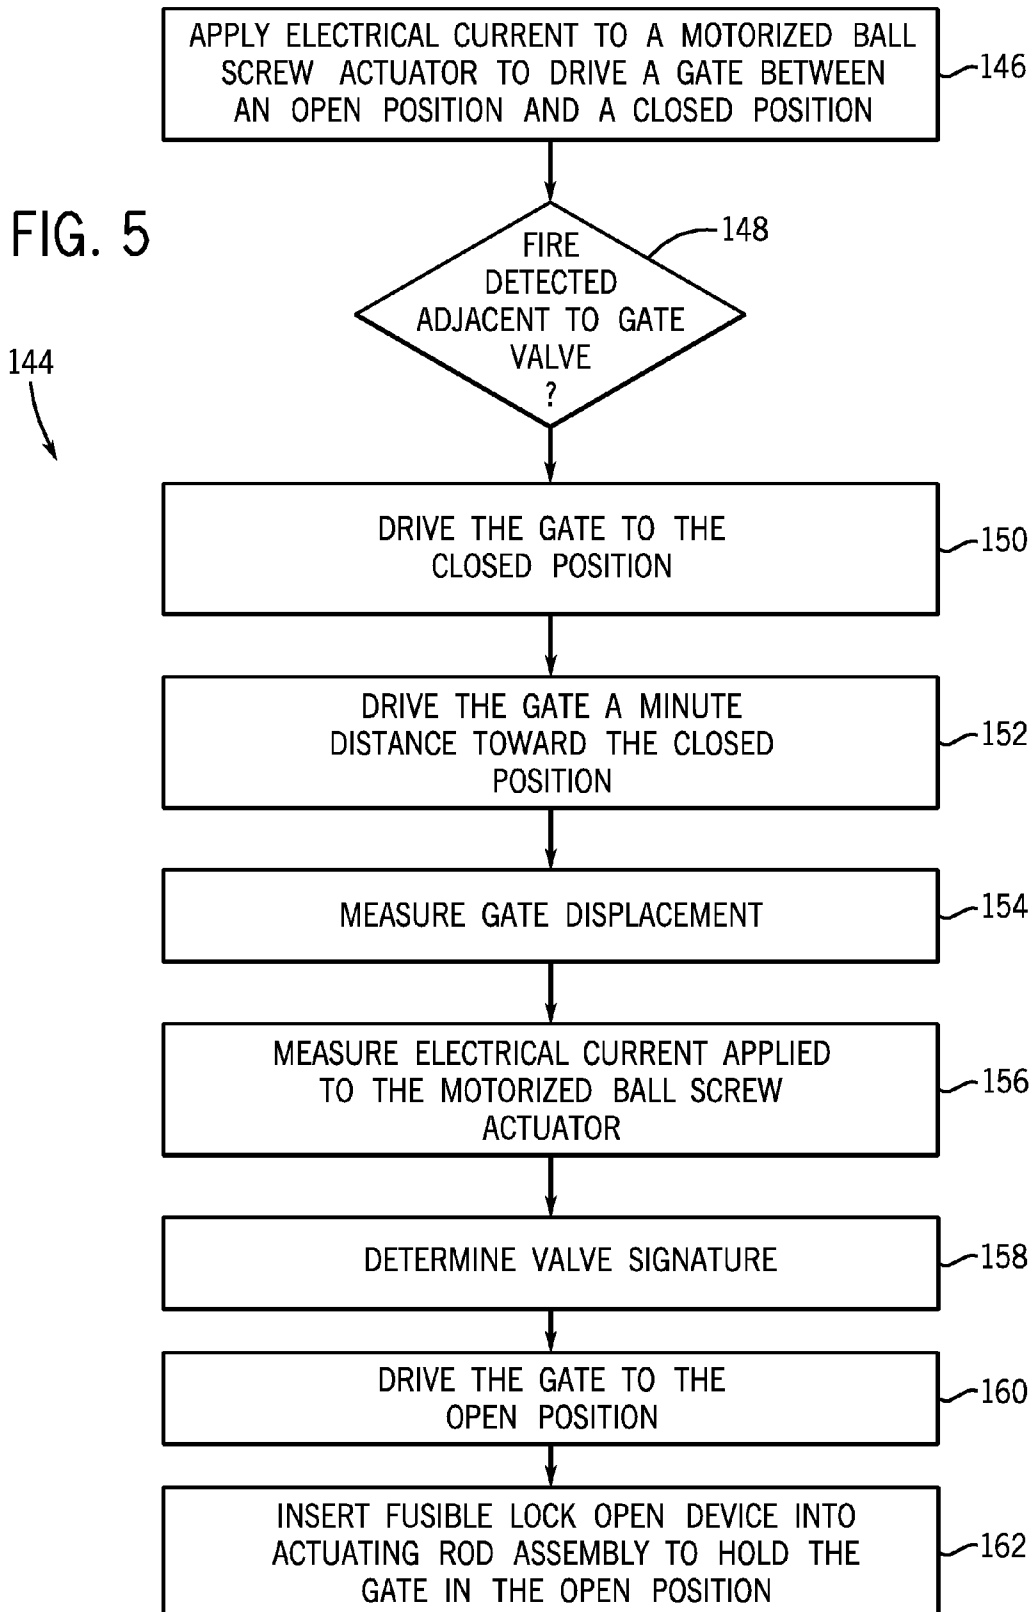 APPLY ELECTRICAL CURRENT TO A MOTORIZED BALL
SCREW ACTUATOR TO DRIVE A GATE BETWEEN
AN OPEN POSITION AND A CLOSED POSITION
146
FIG. 5
FIRE
DETECTED
ADJACENT TO GATE
VALVE
?
148
144
DRIVE THE GATE TO THE
CLOSED POSITION
150
DRIVE THE GATE A MINUTE
DISTANCE TOWARD THE CLOSED
POSITION
152
MEASURE GATE DISPLACEMENT
154
MEASURE ELECTRICAL CURRENT APPLIED
TO THE MOTORIZED BALL SCREW
ACTUATOR
156
DETERMINE VALVE SIGNATURE
158
DRIVE THE GATE TO THE
OPEN POSITION
160
INSERT FUSIBLE LOCK OPEN DEVICE INTO
ACTUATING ROD ASSEMBLY TO HOLD THE
GATE IN THE OPEN POSITION
162